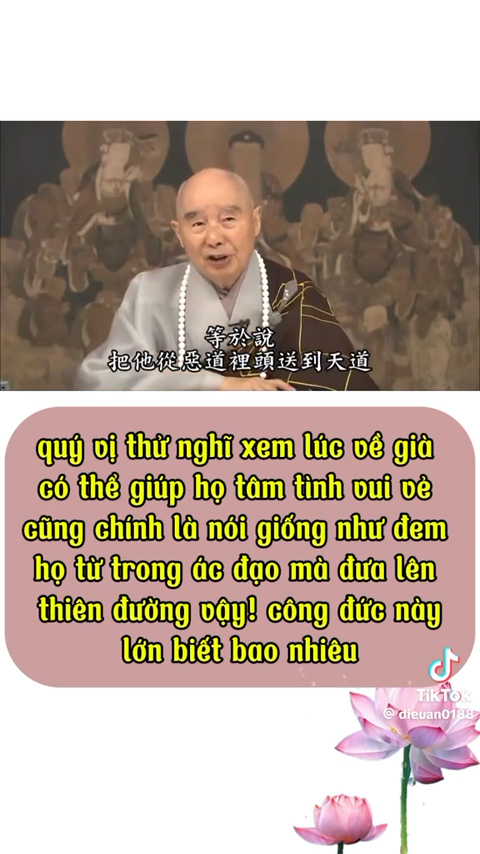 等於說
把他從惡道裡頭送到天道
quý vị thử nghĩ xem lúc về già
có thể giúp họ tâm tình vui vẻ
cũng chính là nói giống như đem
họ từ trong ác đạo mà đưa lên
thiên đường vậy! công đức này
lớn biết bao nhiêu
TikTok
@dieuan0188